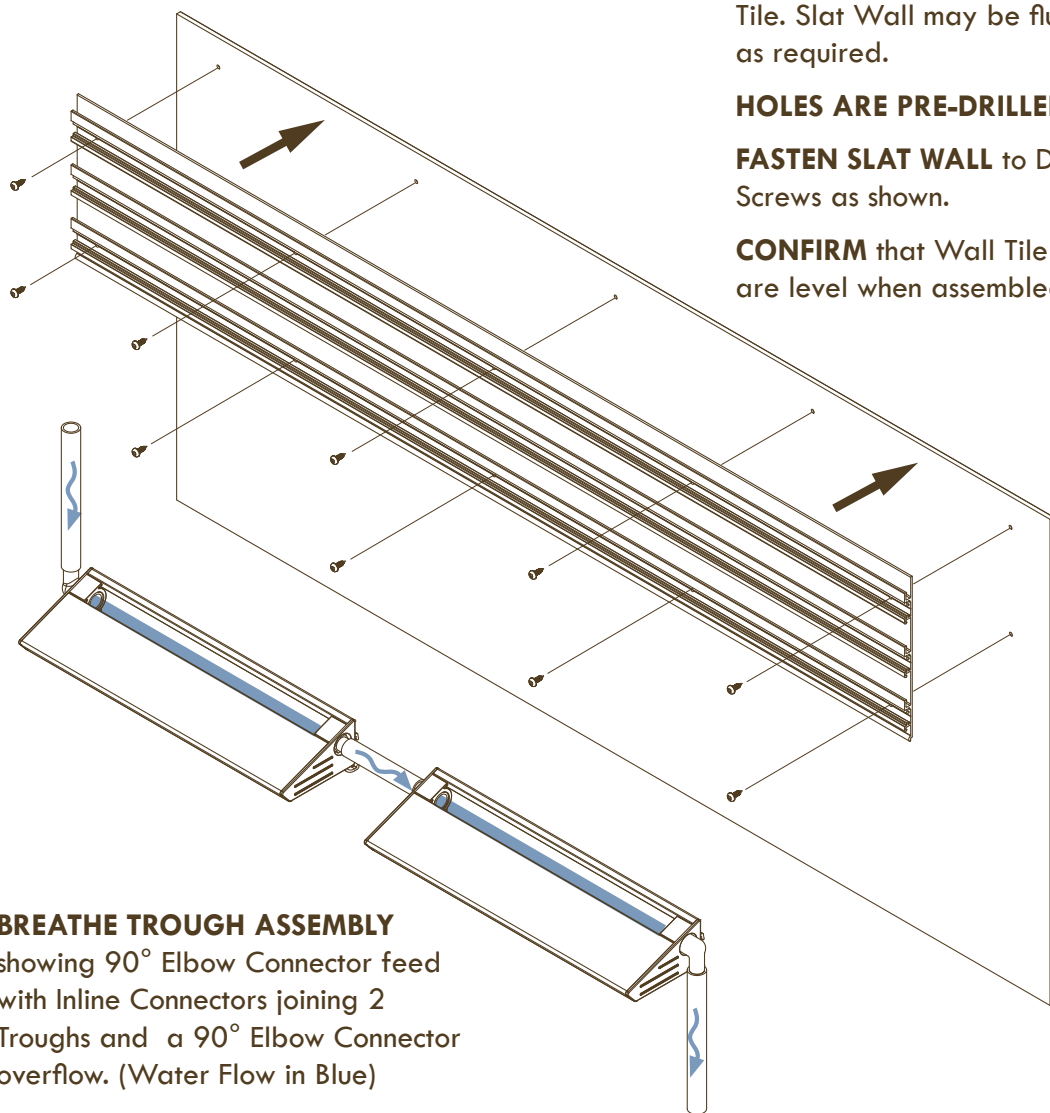 Tile. Slat Wall may be flu
as required.
HOLES ARE PRE-DRILLE
FASTEN SLAT WALL to D
Screws as shown.
CONFIRM that Wall Tile
are level when assemble
BREATHE TROUGH ASSEMBLY
showing 90° Elbow Connector feed
with Inline Connectors joining 2
Troughs and a 90° Elbow Connector
overflow. (Water Flow in Blue)